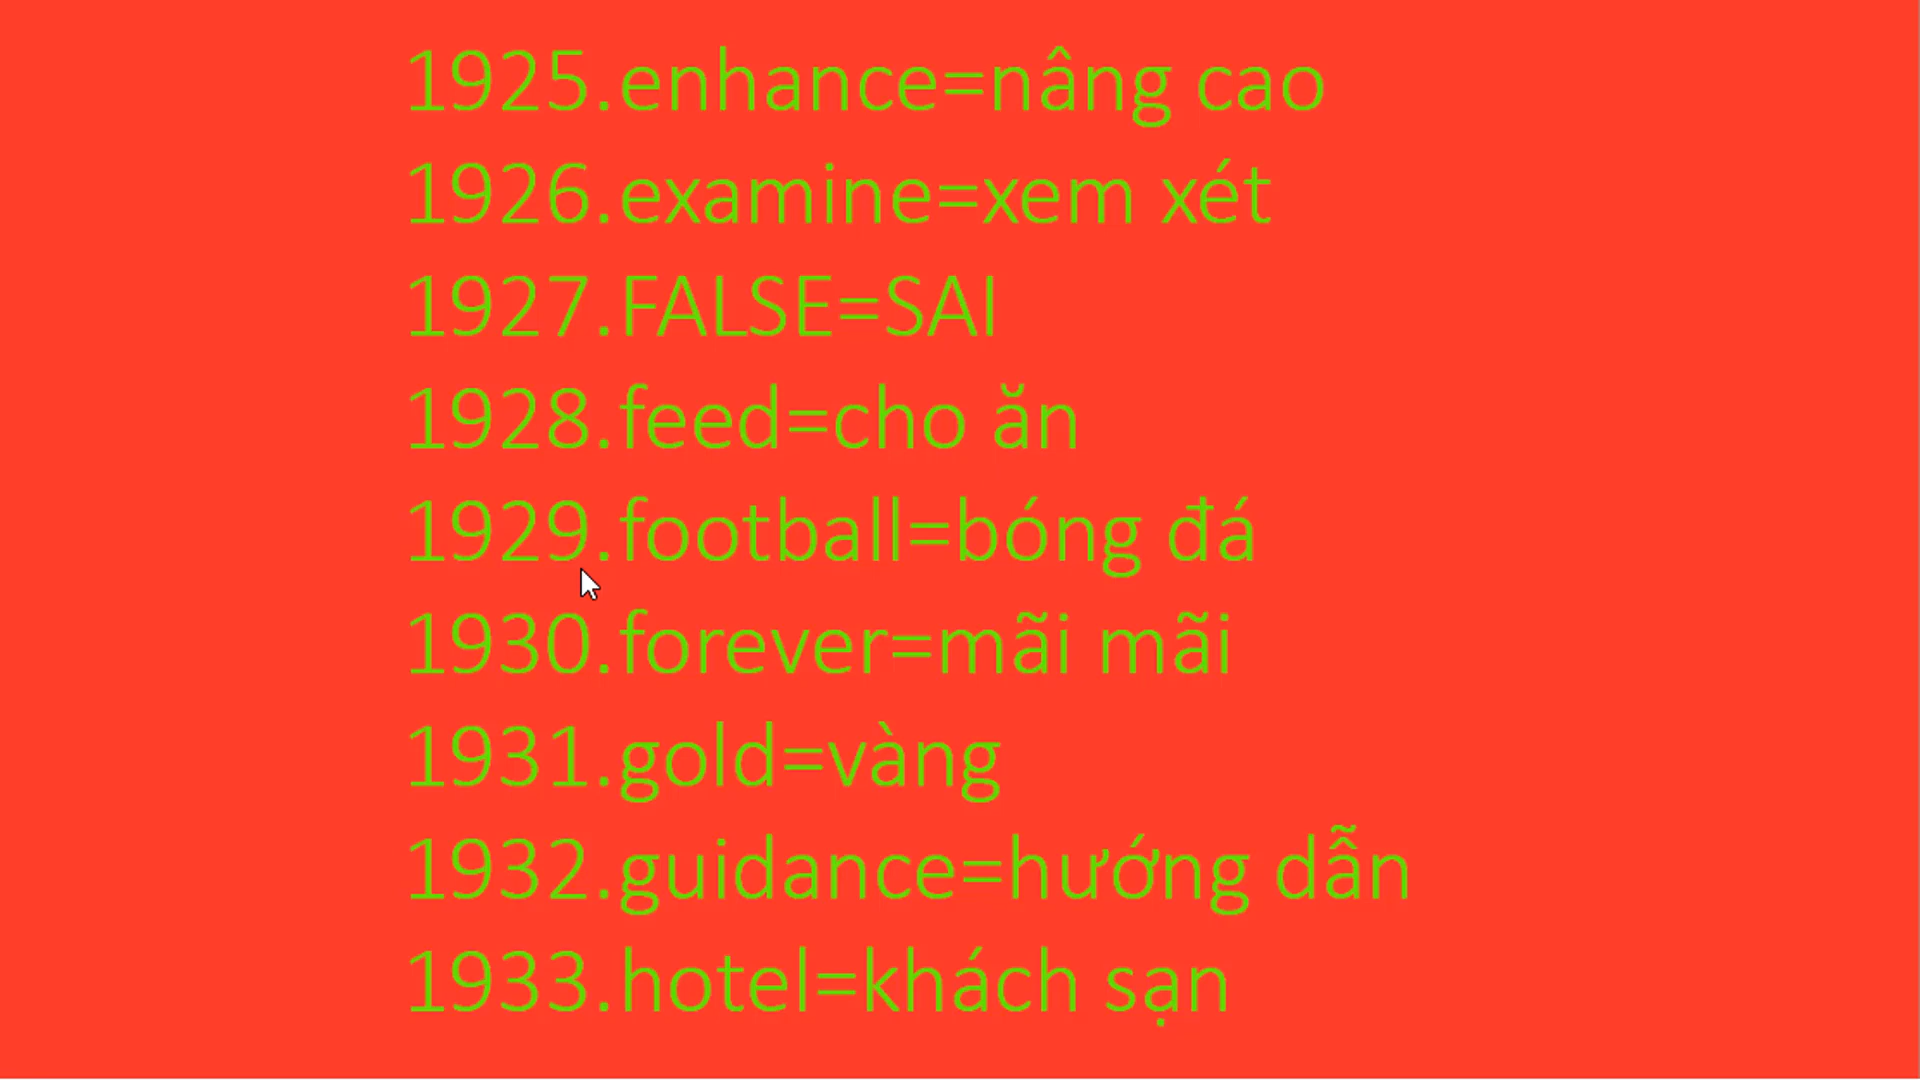 1925.enhance=nâng cao
1926.examine=xem xét
1927.FALSE=SAI
1928.feed=cho ăn
1929.football=bóng đá
1930.forever=mãi mãi
1931.gold=vàng
1932.guidance=hướng dẫn
1933.hotel=khách sạn